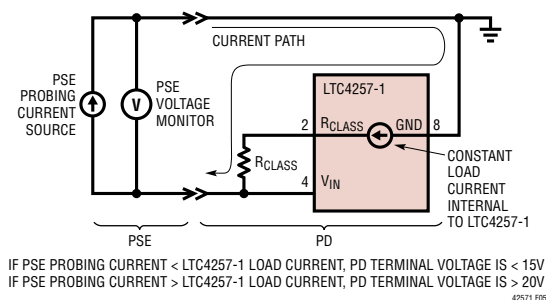 CURRENT PATH
PSE
PROBING
CURRENT
SOURCE
V
PSE
VOLTAGE
MONITOR
LTC4257-1
2
RCLASS
GND
8
RCLASS
4
VIN
CONSTANT
LOAD
CURRENT
INTERNAL
TO LTC4257-1
PSE
PD
IF PSE PROBING CURRENT < LTC4257-1 LOAD CURRENT, PD TERMINAL VOLTAGE IS < 15V
IF PSE PROBING CURRENT > LTC4257-1 LOAD CURRENT, PD TERMINAL VOLTAGE IS > 20V
42571 F05